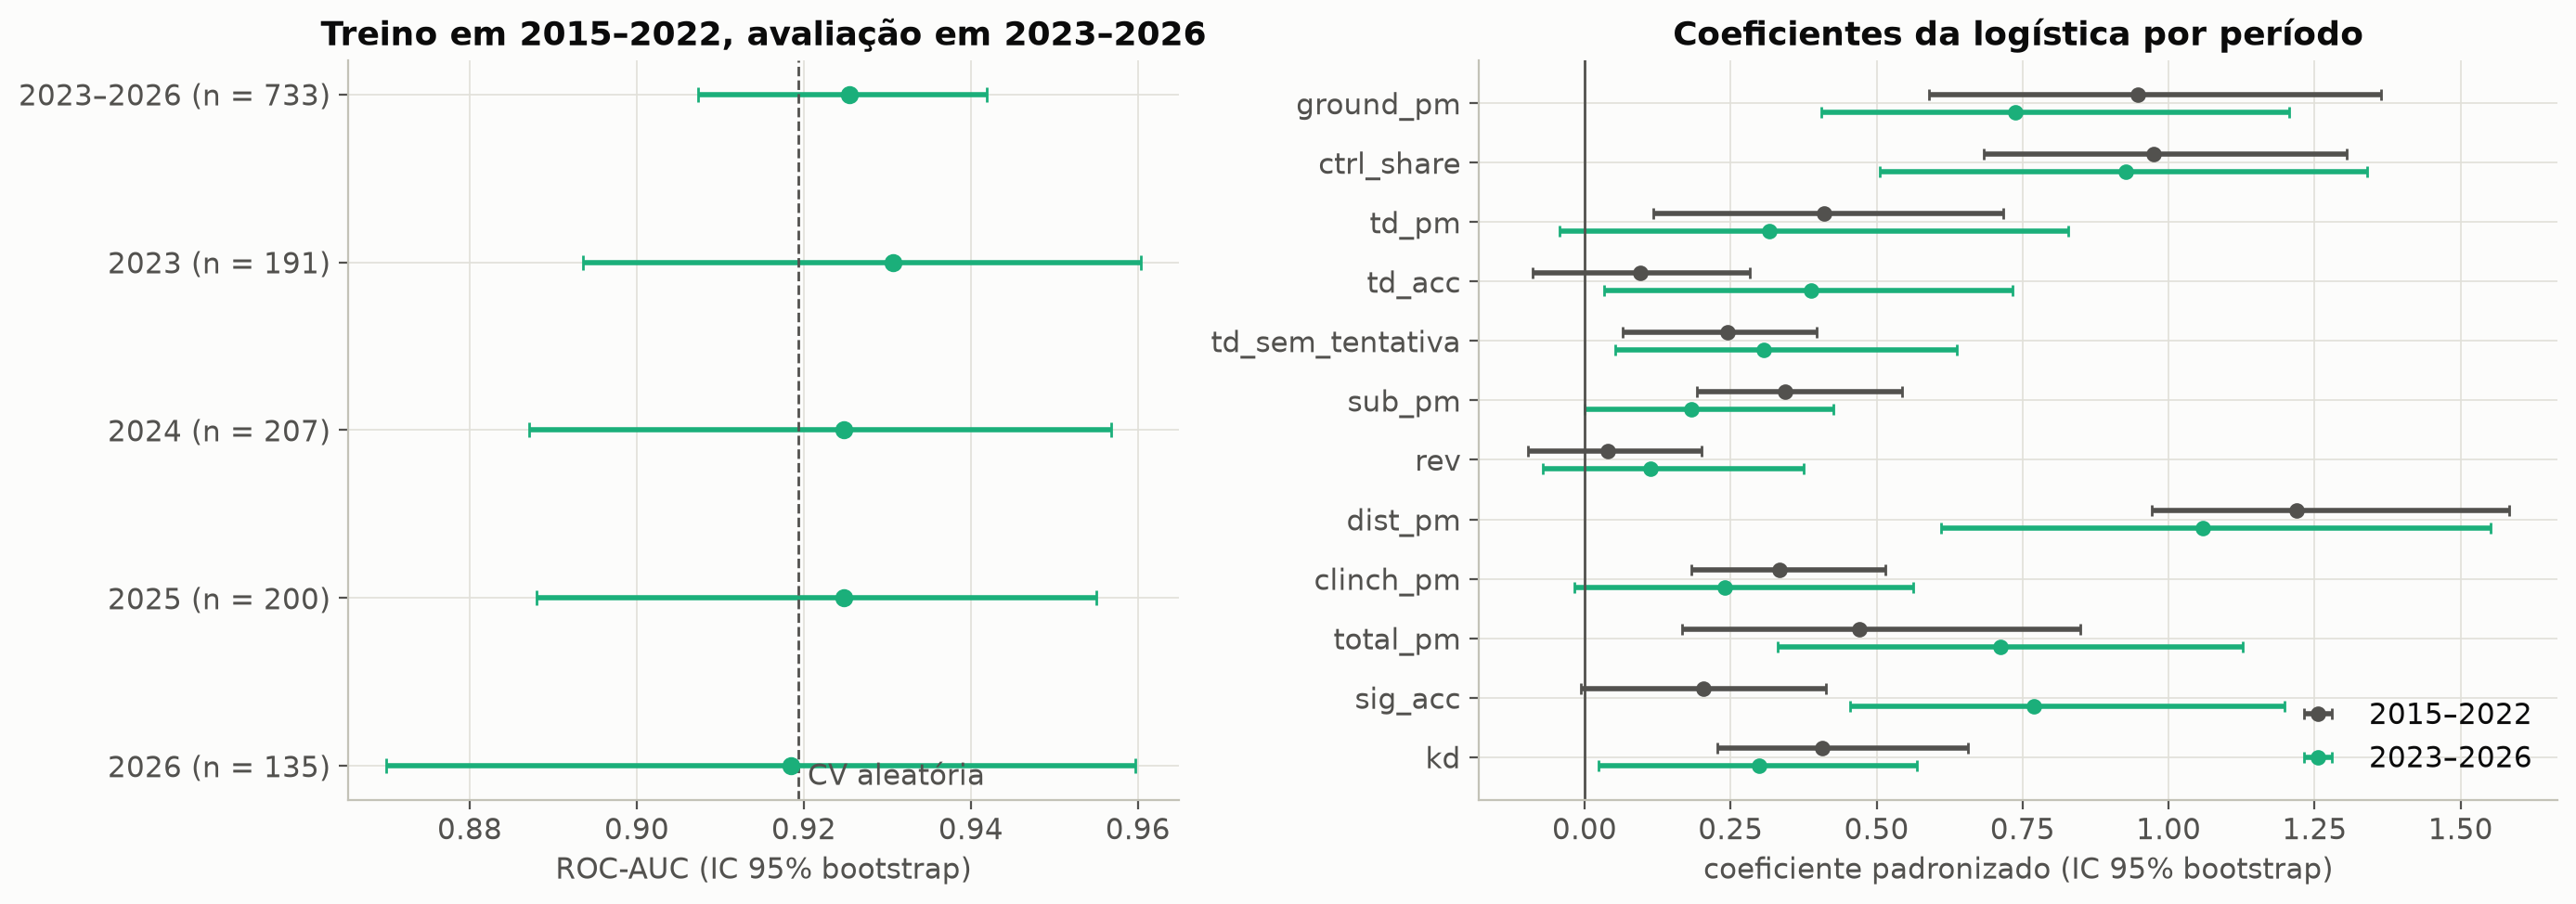 Treino em 2015–2022, avaliação em 2023–2026
2023–2026 (n = 733)
2023 (n = 191)
2024 (n = 207)
2025 (n = 200)
2026 (n = 135)
CV aleatória
0.88 0.90 0.92 0.94 0.96
ROC-AUC (IC 95% bootstrap)
Coeficientes da logística por período
ground_pm
ctrl_share
td_pm
td_acc
td_sem_tentativa
sub_pm
rev
dist_pm
clinch_pm
total_pm
sig_acc
kd
2015–2022
2023–2026
0.00 0.25 0.50 0.75 1.00 1.25 1.50
coeficiente padronizado (IC 95% bootstrap)